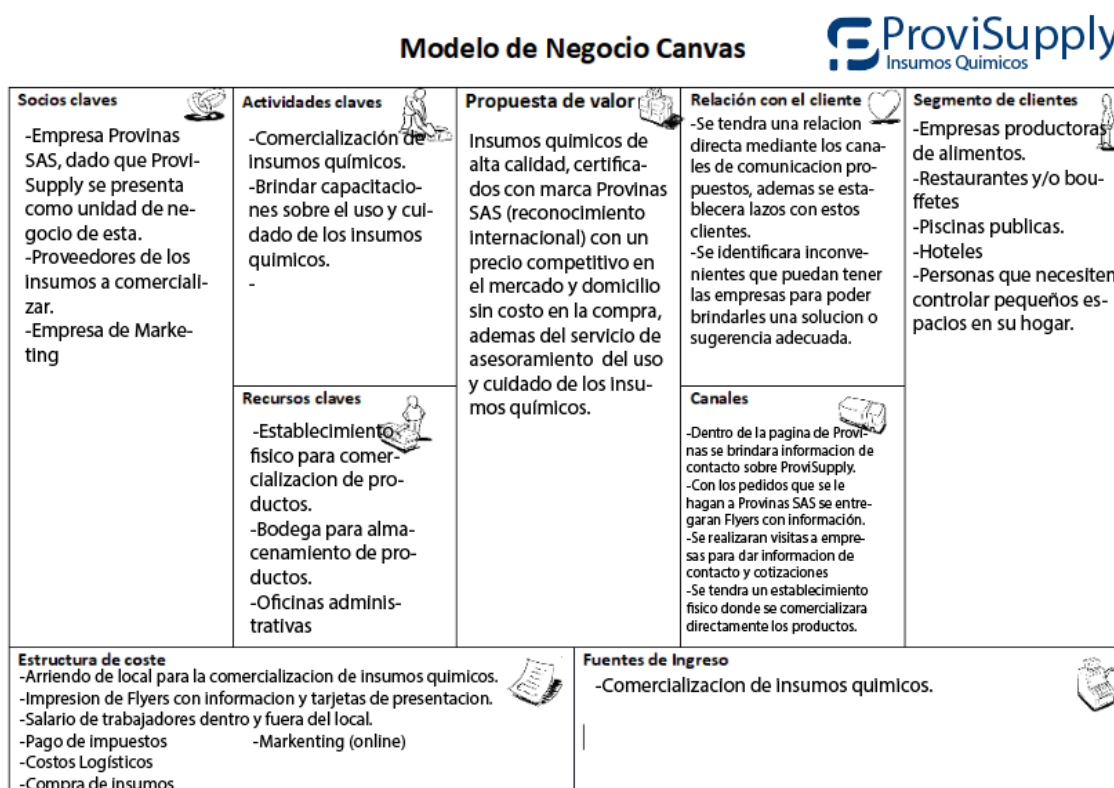 Modelo de Negocio Canvas
ProviSupply
Insumos Quimicos
Socios claves
-Empresa Provinas
SAS, dado que Provi-
Supply se presenta
como unidad de ne-
gocio de esta.
-Proveedores de los
insumos a comerciali-
zar.
-Empresa de Marke-
ting
Actividades claves
-Comercialización de
insumos químicos.
-Brindar capacitacio-
nes sobre el uso y cui-
dado de los insumos
quimicos.
-
Recursos claves
-Establecimiento
fisico para comer-
cializacion de pro-
ductos.
-Bodega para alma-
cenamiento de pro-
ductos.
-Oficinas adminis-
trativas
Propuesta de valor
Insumos quimicos de
alta calidad, certifica-
dos con marca Provinas
SAS (reconocimiento
internacional) con un
precio competitivo en
el mercado y domicilio
sin costo en la compra,
ademas del servicio de
asesoramiento del uso
y cuidado de los insu-
mos químicos.
Relación con el cliente
-Se tendra una relacion
directa mediante los cana-
les de comunicacion pro-
puestos, ademas se esta-
blecera lazos con estos
clientes.
-Se identificara inconve-
nientes que puedan tener
las empresas para poder
brindarles una solucion o
sugerencia adecuada.
Canales
-Dentro de la pagina de Provi-
nas se brindara informacion de
contacto sobre ProviSupply.
-Con los pedidos que se le
hagan a Provinas SAS se entre-
garan Flyers con información.
-Se realizaran visitas a empre-
sas para dar informacion de
contacto y cotizaciones
-Se tendra un establecimiento
fisico donde se comercializara
directamente los productos.
Segmento de clientes
-Empresas productoras
de alimentos.
-Restaurantes y/o bou-
ffetes
-Piscinas publicas.
-Hoteles
-Personas que necesiten
controlar pequeños es-
pacios en su hogar.
Estructura de coste
-Arriendo de local para la comercializacion de insumos quimicos.
-Impresion de Flyers con informacion y tarjetas de presentacion.
-Salario de trabajadores dentro y fuera del local.
-Pago de impuestos -Markenting (online)
-Costos Logísticos
-Compra de insumos
Fuentes de Ingreso
-Comercializacion de insumos quimicos.